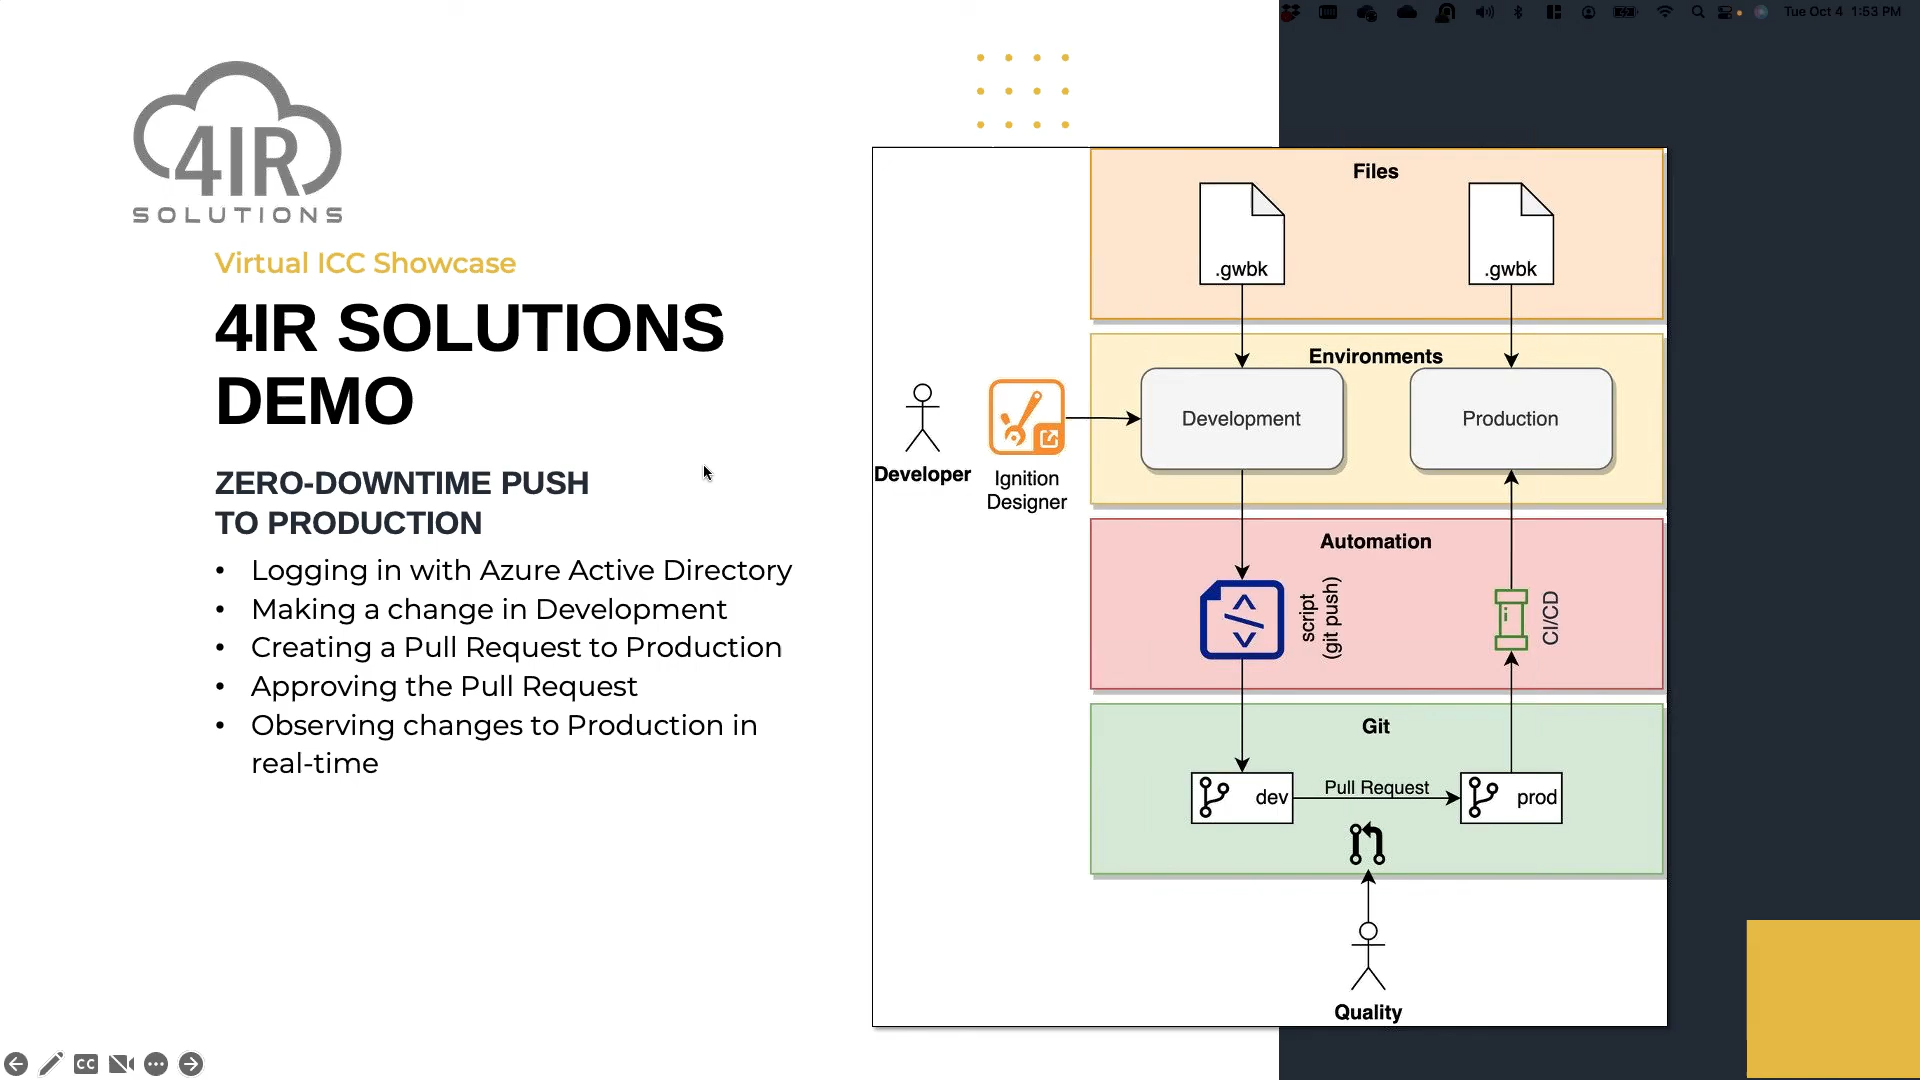 Tue Oct 4 1:53 PM
4IR
SOLUTIONS
Virtual ICC Showcase
4IR SOLUTIONS
DEMO
ZERO-DOWNTIME PUSH
TO PRODUCTION
• Logging in with Azure Active Directory
• Making a change in Development
• Creating a Pull Request to Production
• Approving the Pull Request
• Observing changes to Production in
real-time
Files
.gwbk
.gwbk
Environments
Developer
Ignition
Designer
Development
Production
Automation
script
(git push)
CI/CD
Git
dev
Pull Request
prod
Quality
CC